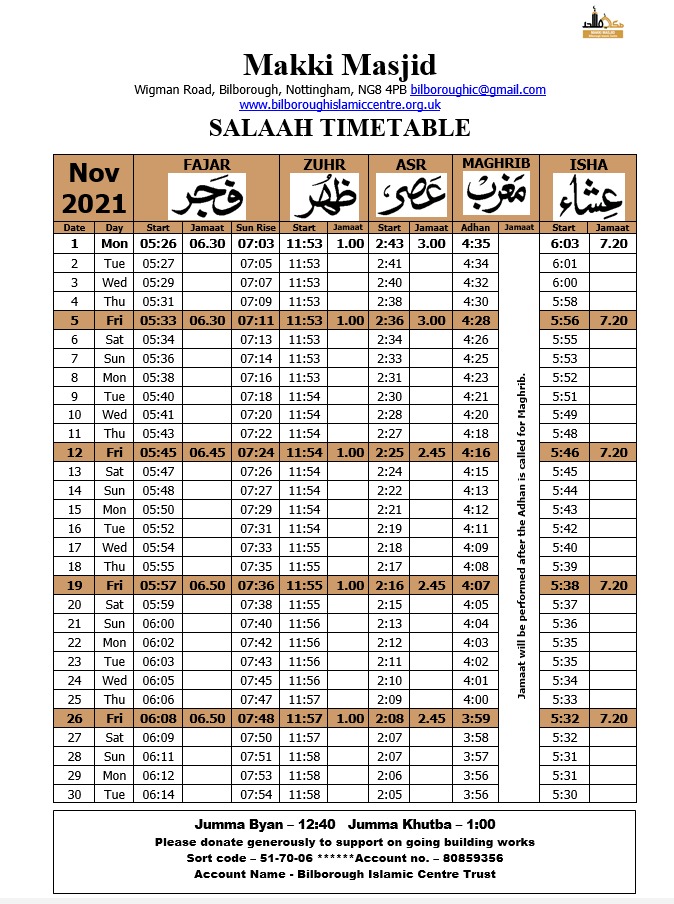 Makki Masjid
Wigman Road, Bilborough, Nottingham, NG8 4PB bilboroughic@gmail.com
www.bilboroughislamiccentre.org.uk
SALAAH TIMETABLE
Nov 2021 FAJAR ZUHR ASR MAGHRIB ISHA
فَجَر ظُهُر عَصر مَغرب عِشَاء
Date Day Start Jamaat Sun Rise Start Jamaat Start Jamaat Adhan Jamaat Start Jamaat
1 Mon 05:26 06.30 07:03 11:53 1.00 2:43 3.00 4:35 6:03 7.20
2 Tue 05:27 07:05 11:53 2:41 4:34 6:01
3 Wed 05:29 07:07 11:53 2:40 4:32 6:00
4 Thu 05:31 07:09 11:53 2:38 4:30 5:58
5 Fri 05:33 06.30 07:11 11:53 1.00 2:36 3.00 4:28 5:56 7.20
6 Sat 05:34 07:13 11:53 2:34 4:26 5:55
7 Sun 05:36 07:14 11:53 2:33 4:25 5:53
8 Mon 05:38 07:16 11:53 2:31 4:23 5:52
9 Tue 05:40 07:18 11:54 2:30 4:21 5:51
10 Wed 05:41 07:20 11:54 2:28 4:20 5:49
11 Thu 05:43 07:22 11:54 2:27 4:18 5:48
12 Fri 05:45 06.45 07:24 11:54 1.00 2:25 2.45 4:16 5:46 7.20
13 Sat 05:47 07:26 11:54 2:24 4:15 5:45
14 Sun 05:48 07:27 11:54 2:22 4:13 5:44
15 Mon 05:50 07:29 11:54 2:21 4:12 5:43
16 Tue 05:52 07:31 11:54 2:19 4:11 5:42
17 Wed 05:54 07:33 11:55 2:18 4:09 5:40
18 Thu 05:55 07:35 11:55 2:17 4:08 5:39
19 Fri 05:57 06.50 07:36 11:55 1.00 2:16 2.45 4:07 5:38 7.20
20 Sat 05:59 07:38 11:55 2:15 4:05 5:37
21 Sun 06:00 07:40 11:56 2:13 4:04 5:36
22 Mon 06:02 07:42 11:56 2:12 4:03 5:35
23 Tue 06:03 07:43 11:56 2:11 4:02 5:35
24 Wed 06:05 07:45 11:56 2:10 4:01 5:34
25 Thu 06:06 07:47 11:57 2:09 4:00 5:33
26 Fri 06:08 06.50 07:48 11:57 1.00 2:08 2.45 3:59 5:32 7.20
27 Sat 06:09 07:50 11:57 2:07 3:58 5:32
28 Sun 06:11 07:51 11:58 2:07 3:57 5:31
29 Mon 06:12 07:53 11:58 2:06 3:56 5:31
30 Tue 06:14 07:54 11:58 2:05 3:56 5:30
Jamaat will be performed after the Adhan is called for Maghrib.
Jumma Byan – 12:40 Jumma Khutba – 1:00
Please donate generously to support on going building works
Sort code – 51-70-06 ******Account no. – 80859356
Account Name - Bilborough Islamic Centre Trust